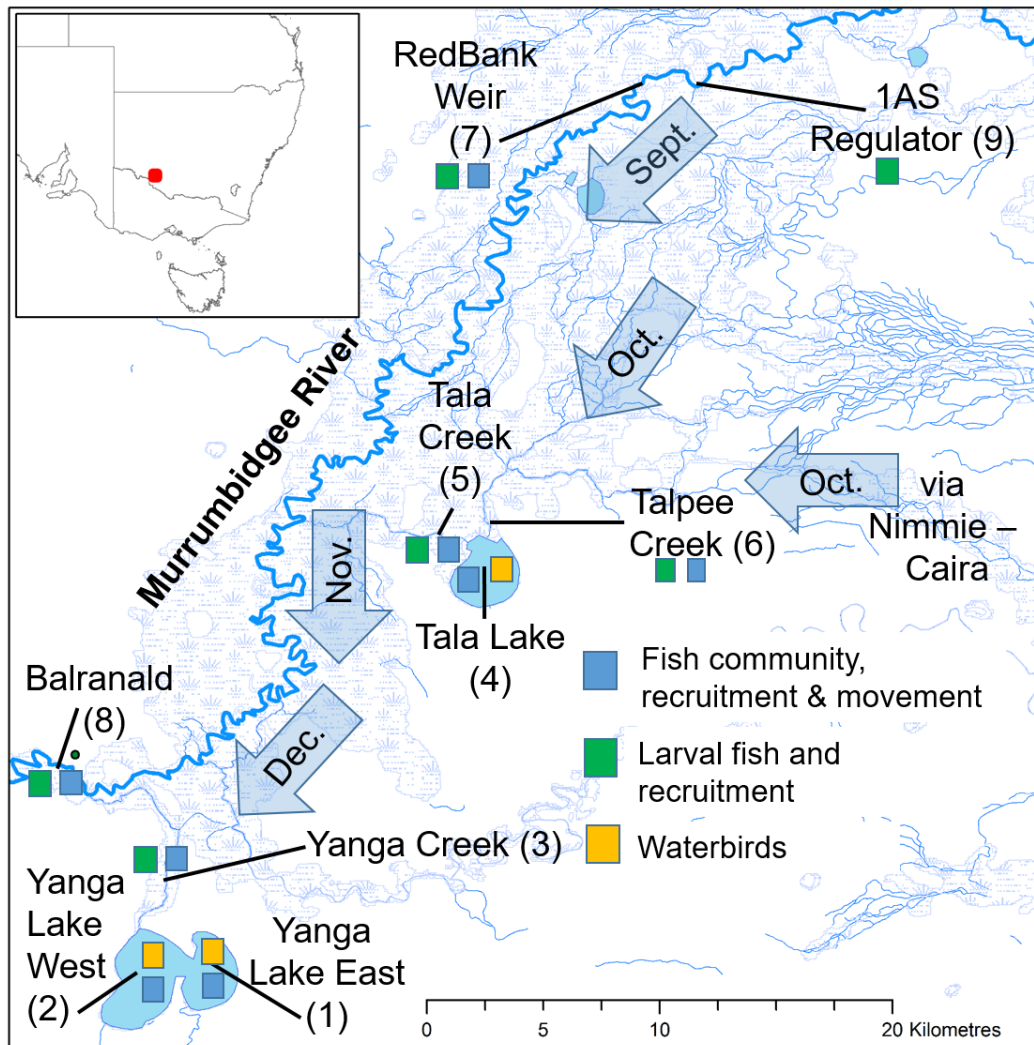 RedBank
Weir
(7)
1AS
Regulator (9)
Sept.
Oct.
Murrumbidgee River
Tala
Creek
(5)
Oct.
via
Nimmie –
Caira
Talpee
Creek (6)
Nov.
Tala Lake
(4)
Fish community,
recruitment & movement
Balranald
(8)
Dec.
Larval fish and
recruitment
Yanga Creek (3)
Waterbirds
Yanga
Lake
West
(2)
Yanga
Lake East
(1)
0 5 10 20 Kilometres